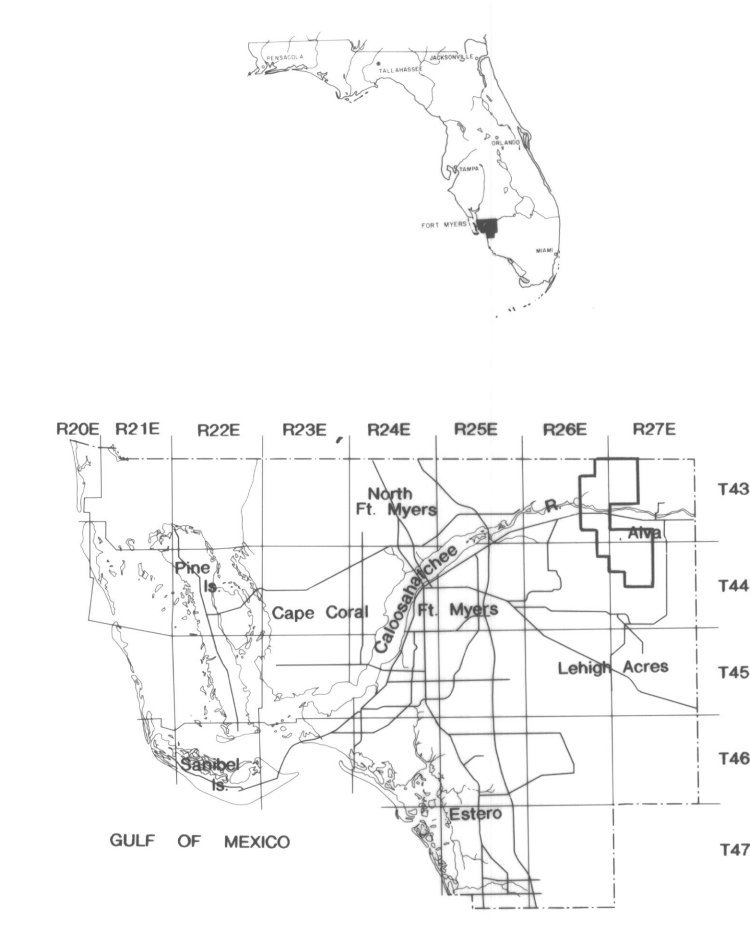 PENSACOLA
JACKSONVILLE
TALLAHASSEE
ORLANDO
TAMPA
FORT MYERS
MIAMI
R20E R21E R22E R23E R24E R25E R26E R27E
T43
North
Ft. Myers
R.
Alva
Pine
Is.
T44
Caloosahatchee
Cape Coral
Ft. Myers
Lehigh Acres
T45
Sanibel
Is.
T46
Estero
GULF OF MEXICO
T47